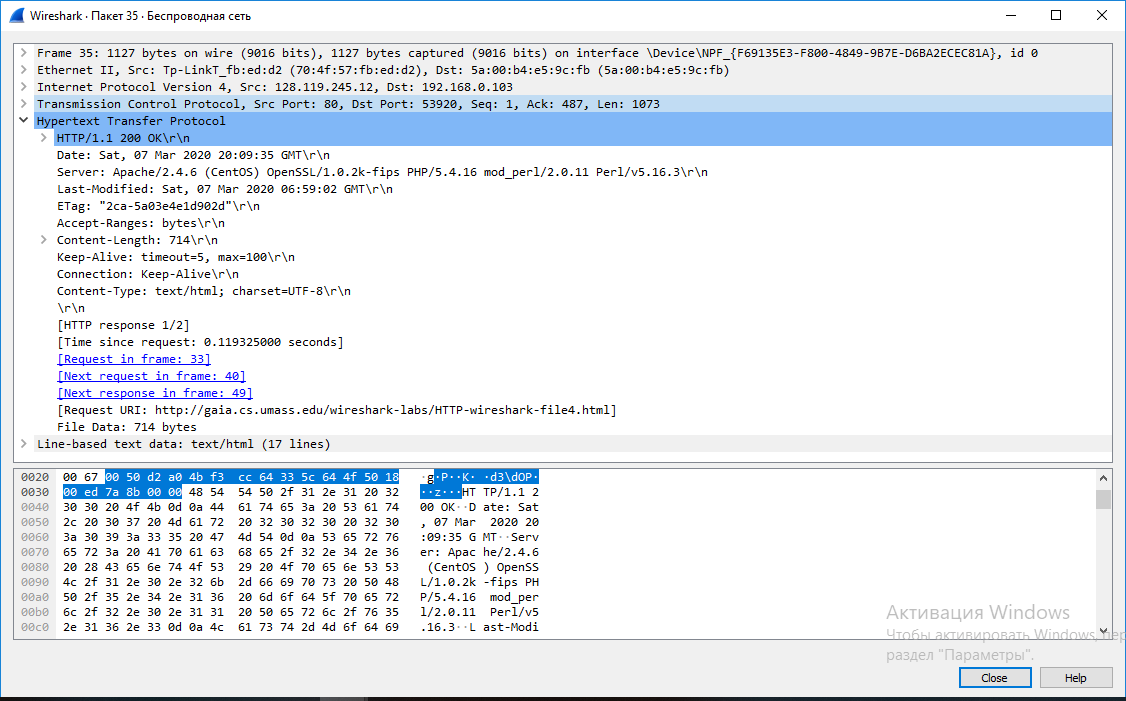 Wireshark · Пакет 35 · Беспроводная сеть
Frame 35: 1127 bytes on wire (9016 bits), 1127 bytes captured (9016 bits) on interface \Device\NPF_{F69135E3-F800-4849-9B7E-D6BA2ECEC81A}, id 0
Ethernet II, Src: Tp-LinkT_fb:ed:d2 (70:4f:57:fb:ed:d2), Dst: 5a:00:b4:e5:9c:fb (5a:00:b4:e5:9c:fb)
Internet Protocol Version 4, Src: 128.119.245.12, Dst: 192.168.0.103
Transmission Control Protocol, Src Port: 80, Dst Port: 53920, Seq: 1, Ack: 487, Len: 1073
Hypertext Transfer Protocol
HTTP/1.1 200 OK\r\n
Date: Sat, 07 Mar 2020 20:09:35 GMT\r\n
Server: Apache/2.4.6 (CentOS) OpenSSL/1.0.2k-fips PHP/5.4.16 mod_perl/2.0.11 Perl/v5.16.3\r\n
Last-Modified: Sat, 07 Mar 2020 06:59:02 GMT\r\n
ETag: "2ca-5a03e4e1d902d"\r\n
Accept-Ranges: bytes\r\n
Content-Length: 714\r\n
Keep-Alive: timeout=5, max=100\r\n
Connection: Keep-Alive\r\n
Content-Type: text/html; charset=UTF-8\r\n
\r\n
[HTTP response 1/2]
[Time since request: 0.119325000 seconds]
[Request in frame: 33]
[Next request in frame: 40]
[Next response in frame: 49]
[Request URI: http://gaia.cs.umass.edu/wireshark-labs/HTTP-wireshark-file4.html]
File Data: 714 bytes
Line-based text data: text/html (17 lines)
0020 00 67 00 50 d2 a0 4b f3 cc 64 33 5c 64 4f 50 18 ·g·P··K· ·d3\dOP·
0030 00 ed 7a 8b 00 00 48 54 54 50 2f 31 2e 31 20 32 ··z···HT TP/1.1 2
0040 30 30 20 4f 4b 0d 0a 44 61 74 65 3a 20 53 61 74 00 OK··D ate: Sat
0050 2c 20 30 37 20 4d 61 72 20 32 30 32 30 20 32 30 , 07 Mar  2020 20
0060 3a 30 39 3a 33 35 20 47 4d 54 0d 0a 53 65 72 76 :09:35 G MT··Serv
0070 65 72 3a 20 41 70 61 63 68 65 2f 32 2e 34 2e 36 er: Apac he/2.4.6
0080 20 28 43 65 6e 74 4f 53 29 20 4f 70 65 6e 53 53 (CentOS ) OpenSS
0090 4c 2f 31 2e 30 2e 32 6b 2d 66 69 70 73 20 50 48 L/1.0.2k -fips PH
00a0 50 2f 35 2e 34 2e 31 36 20 6d 6f 64 5f 70 65 72 P/5.4.16  mod_per
00b0 6c 2f 32 2e 30 2e 31 31 20 50 65 72 6c 2f 76 35 l/2.0.11  Perl/v5
00c0 2e 31 36 2e 33 0d 0a 4c 61 73 74 2d 4d 6f 64 69 .16.3··L ast-Modi
Активация Windows
Чтобы активировать Windows, пер
раздел "Параметры".
Close Help